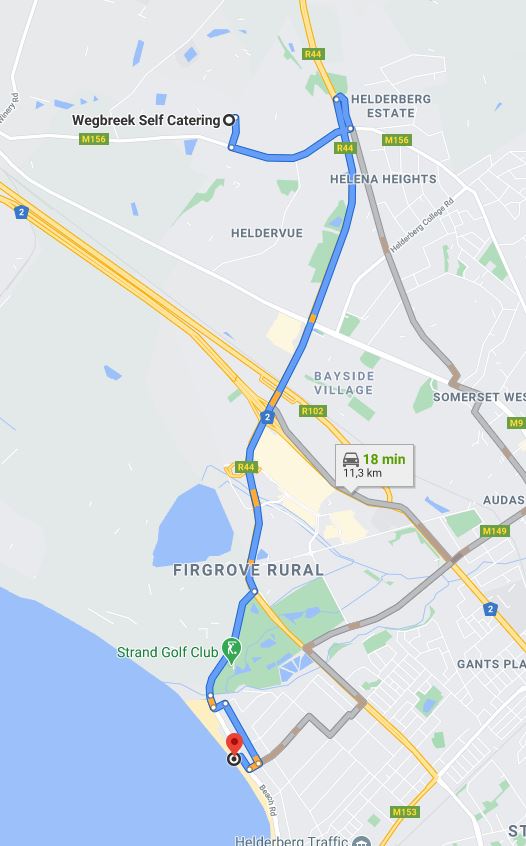 R44
HELDERBERG
ESTATE
Wegbreek Self Catering
M156
R44
M156
HELENA HEIGHTS
2
HELDERVUE
Helderberg College Rd
BAYSIDE
VILLAGE
SOMERSET WES
R102
2
M9
18 min
11,3 km
R44
AUDAS
M149
FIRGROVE RURAL
2
Strand Golf Club
GANTS PLA
Beach Rd
M153
ST
Helderberg Traffic